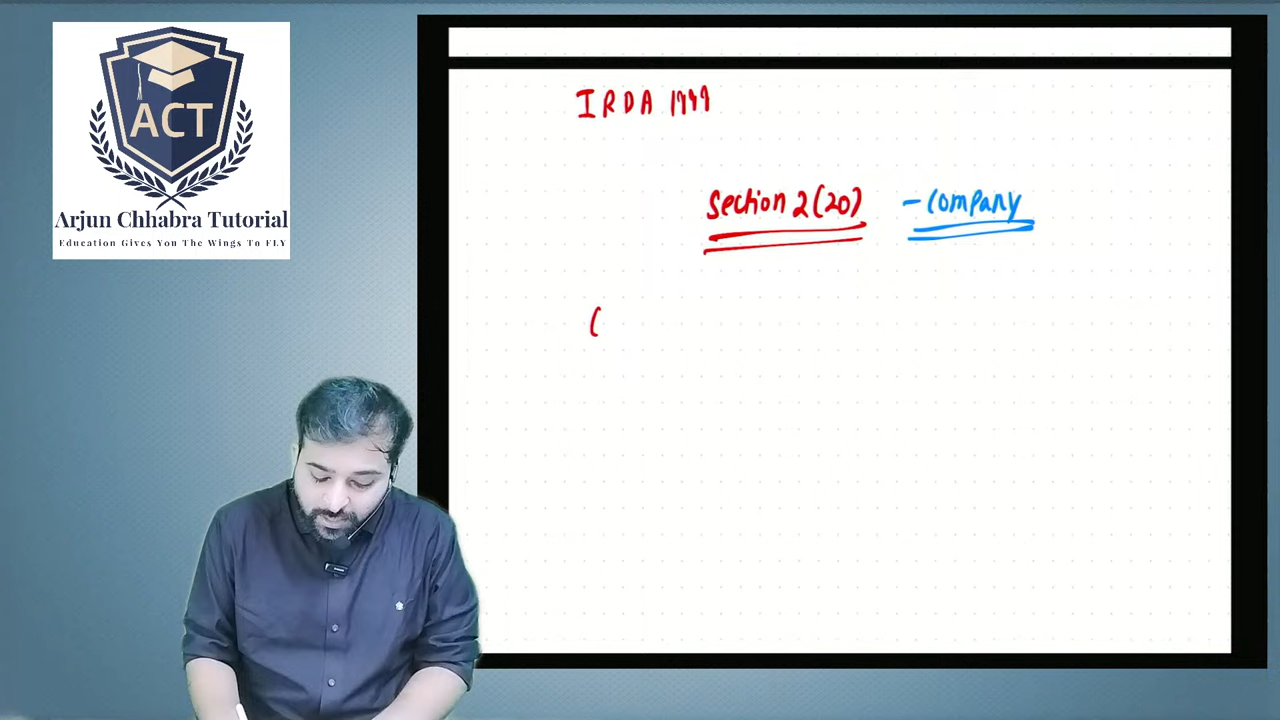 ACT
Arjun Chhabra Tutorial
Education Gives You The Wings To FLY
IRDA 1999
Section 2(20) - Company
(